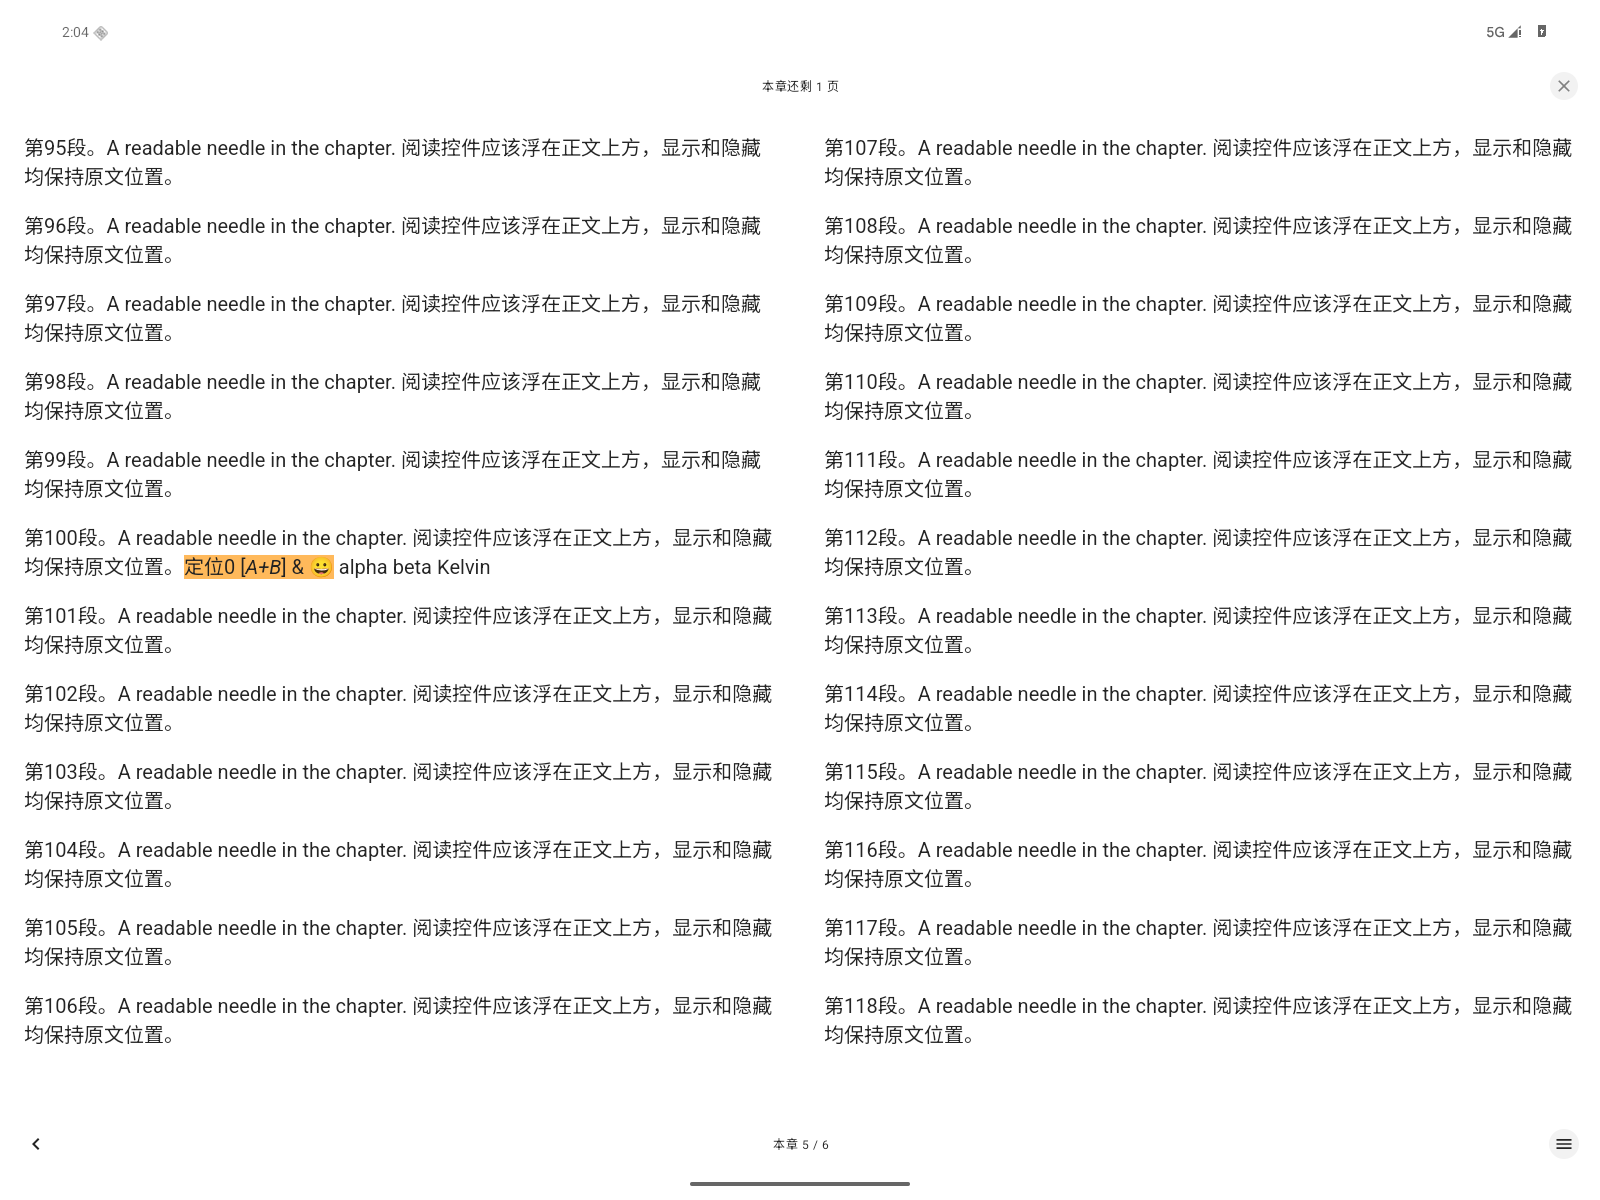 2:04
5G
本章还剩 1 页
第95段。A readable needle in the chapter. 阅读控件应该浮在正文上方，显示和隐藏
均保持原文位置。
第96段。A readable needle in the chapter. 阅读控件应该浮在正文上方，显示和隐藏
均保持原文位置。
第97段。A readable needle in the chapter. 阅读控件应该浮在正文上方，显示和隐藏
均保持原文位置。
第98段。A readable needle in the chapter. 阅读控件应该浮在正文上方，显示和隐藏
均保持原文位置。
第99段。A readable needle in the chapter. 阅读控件应该浮在正文上方，显示和隐藏
均保持原文位置。
第100段。A readable needle in the chapter. 阅读控件应该浮在正文上方，显示和隐藏
均保持原文位置。定位0 [A+B] & 😀 alpha beta Kelvin
第101段。A readable needle in the chapter. 阅读控件应该浮在正文上方，显示和隐藏
均保持原文位置。
第102段。A readable needle in the chapter. 阅读控件应该浮在正文上方，显示和隐藏
均保持原文位置。
第103段。A readable needle in the chapter. 阅读控件应该浮在正文上方，显示和隐藏
均保持原文位置。
第104段。A readable needle in the chapter. 阅读控件应该浮在正文上方，显示和隐藏
均保持原文位置。
第105段。A readable needle in the chapter. 阅读控件应该浮在正文上方，显示和隐藏
均保持原文位置。
第106段。A readable needle in the chapter. 阅读控件应该浮在正文上方，显示和隐藏
均保持原文位置。
第107段。A readable needle in the chapter. 阅读控件应该浮在正文上方，显示和隐藏
均保持原文位置。
第108段。A readable needle in the chapter. 阅读控件应该浮在正文上方，显示和隐藏
均保持原文位置。
第109段。A readable needle in the chapter. 阅读控件应该浮在正文上方，显示和隐藏
均保持原文位置。
第110段。A readable needle in the chapter. 阅读控件应该浮在正文上方，显示和隐藏
均保持原文位置。
第111段。A readable needle in the chapter. 阅读控件应该浮在正文上方，显示和隐藏
均保持原文位置。
第112段。A readable needle in the chapter. 阅读控件应该浮在正文上方，显示和隐藏
均保持原文位置。
第113段。A readable needle in the chapter. 阅读控件应该浮在正文上方，显示和隐藏
均保持原文位置。
第114段。A readable needle in the chapter. 阅读控件应该浮在正文上方，显示和隐藏
均保持原文位置。
第115段。A readable needle in the chapter. 阅读控件应该浮在正文上方，显示和隐藏
均保持原文位置。
第116段。A readable needle in the chapter. 阅读控件应该浮在正文上方，显示和隐藏
均保持原文位置。
第117段。A readable needle in the chapter. 阅读控件应该浮在正文上方，显示和隐藏
均保持原文位置。
第118段。A readable needle in the chapter. 阅读控件应该浮在正文上方，显示和隐藏
均保持原文位置。
本章 5 / 6